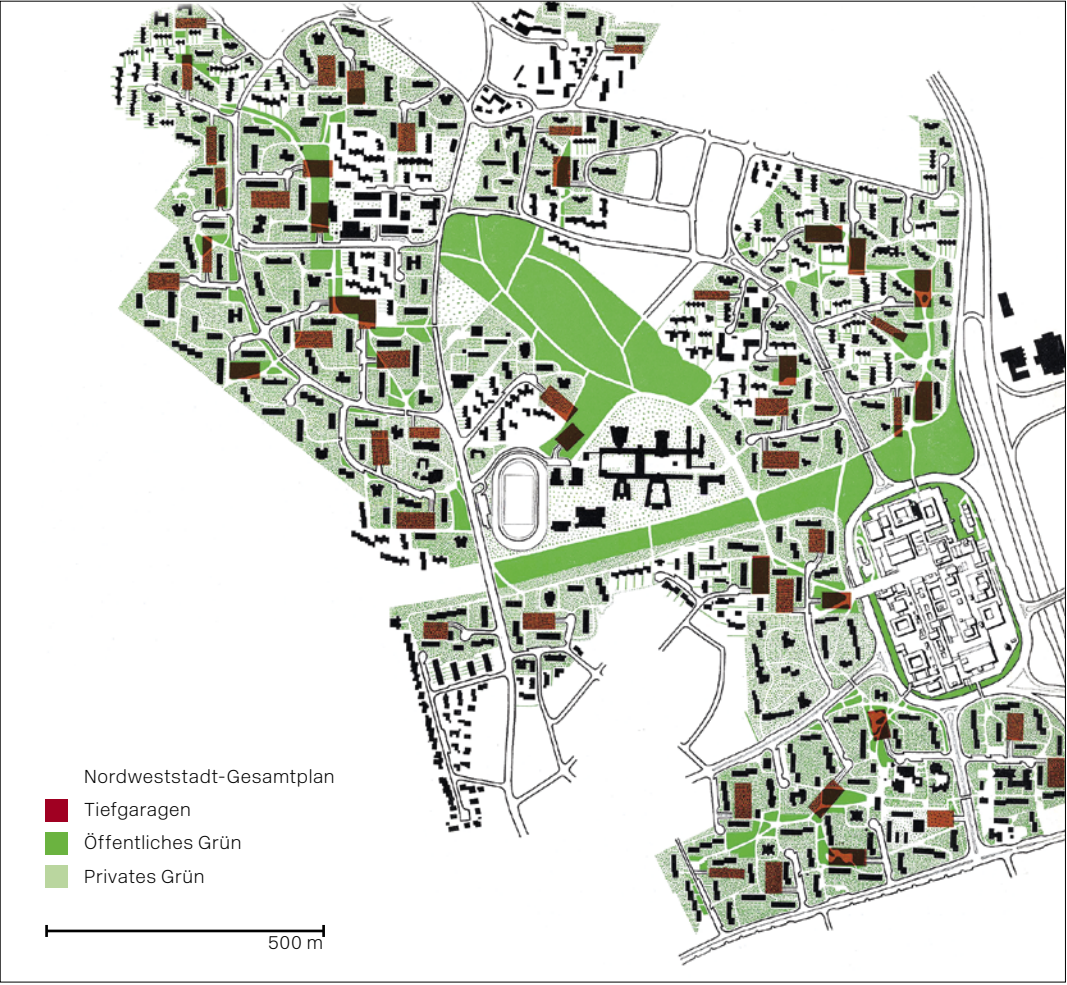 Nordweststadt-Gesamtplan
Tiefgaragen
Öffentliches Grün
Privates Grün
500 m